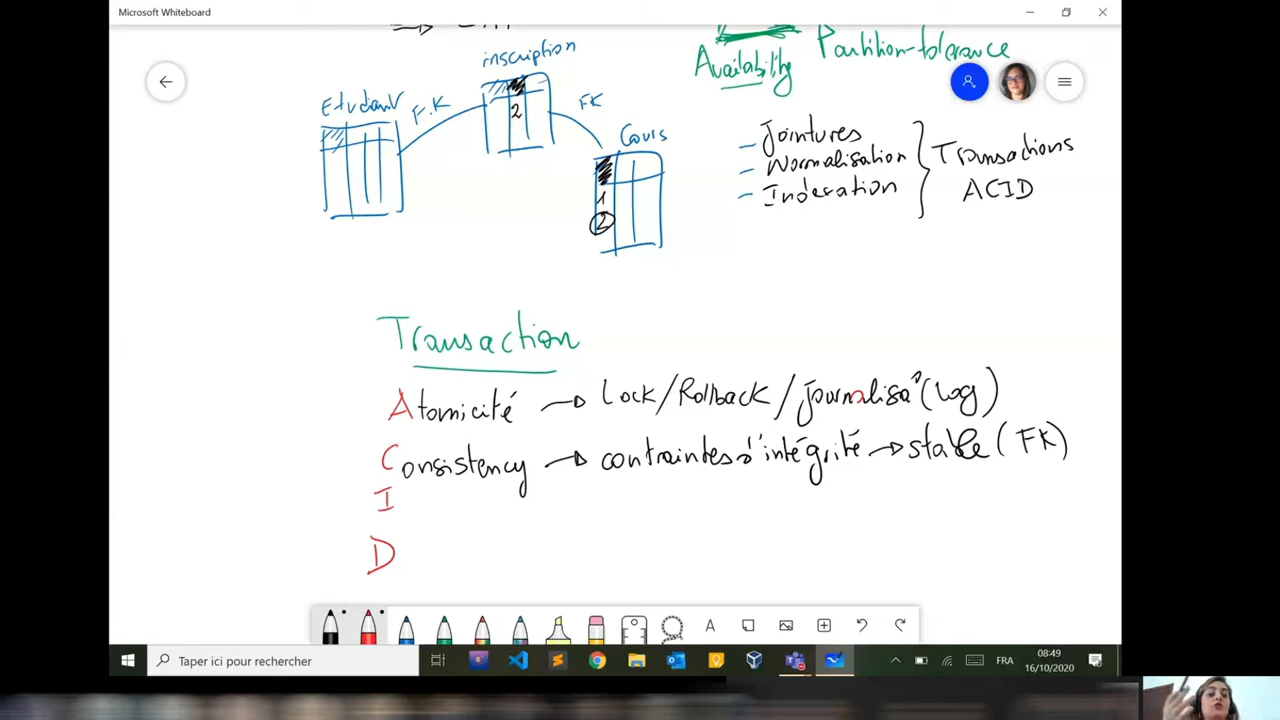 Microsoft Whiteboard
Availability
Partition-tolerance
inscription
Etudiant
F.K
2
FK
Cours
1
2
- Jointures
- Normalisation
- Indexation
Transactions
ACID
Transaction
Atomicité → Lock/Rollback/journalisa°(log)
Consistency → contraintes d'intégrité → stable (FK)
I
D
A
Taper ici pour rechercher
FRA
08:49
16/10/2020